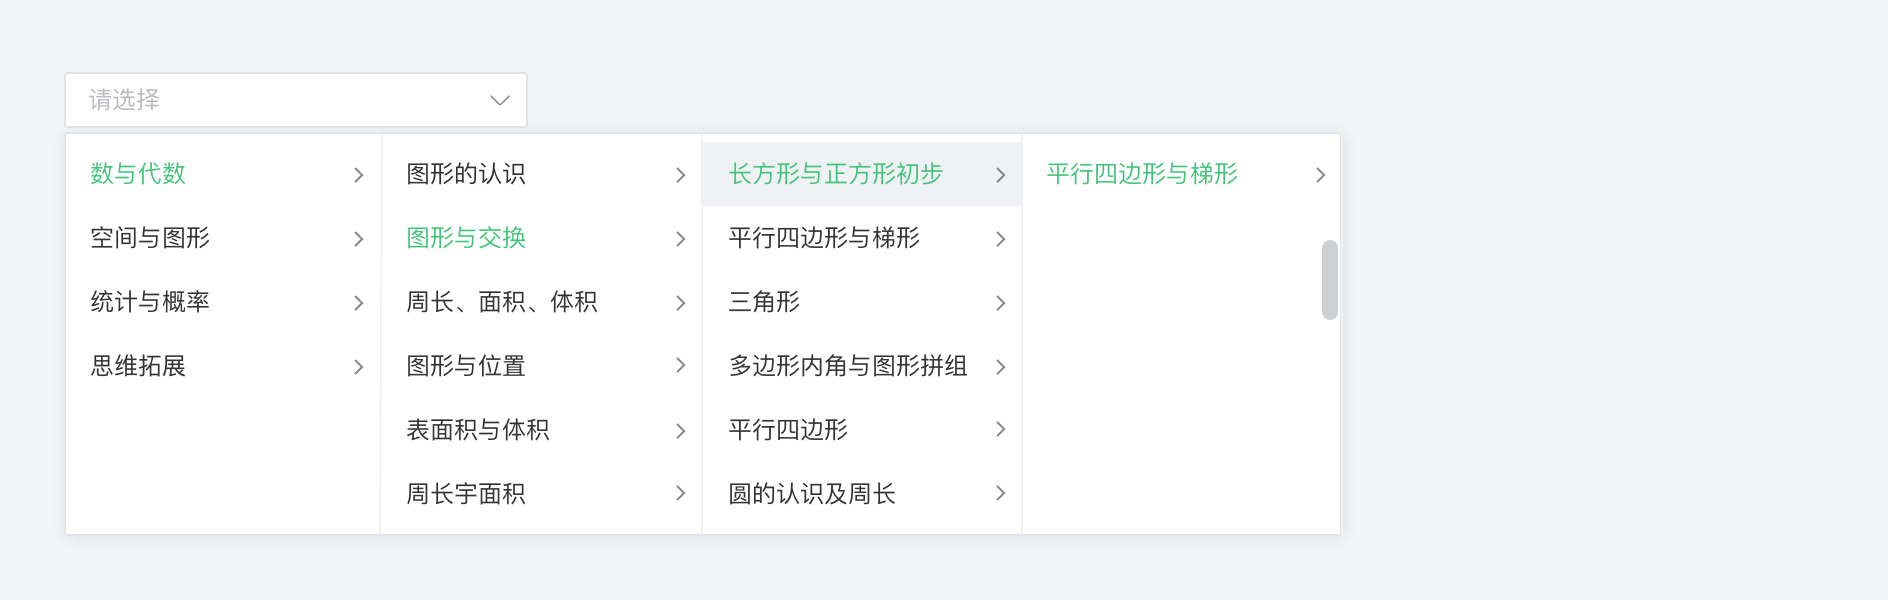 请选择
数与代数
空间与图形
统计与概率
思维拓展
图形的认识
图形与交换
周长、面积、体积
图形与位置
表面积与体积
周长宇面积
长方形与正方形初步
平行四边形与梯形
三角形
多边形内角与图形拼组
平行四边形
圆的认识及周长
平行四边形与梯形